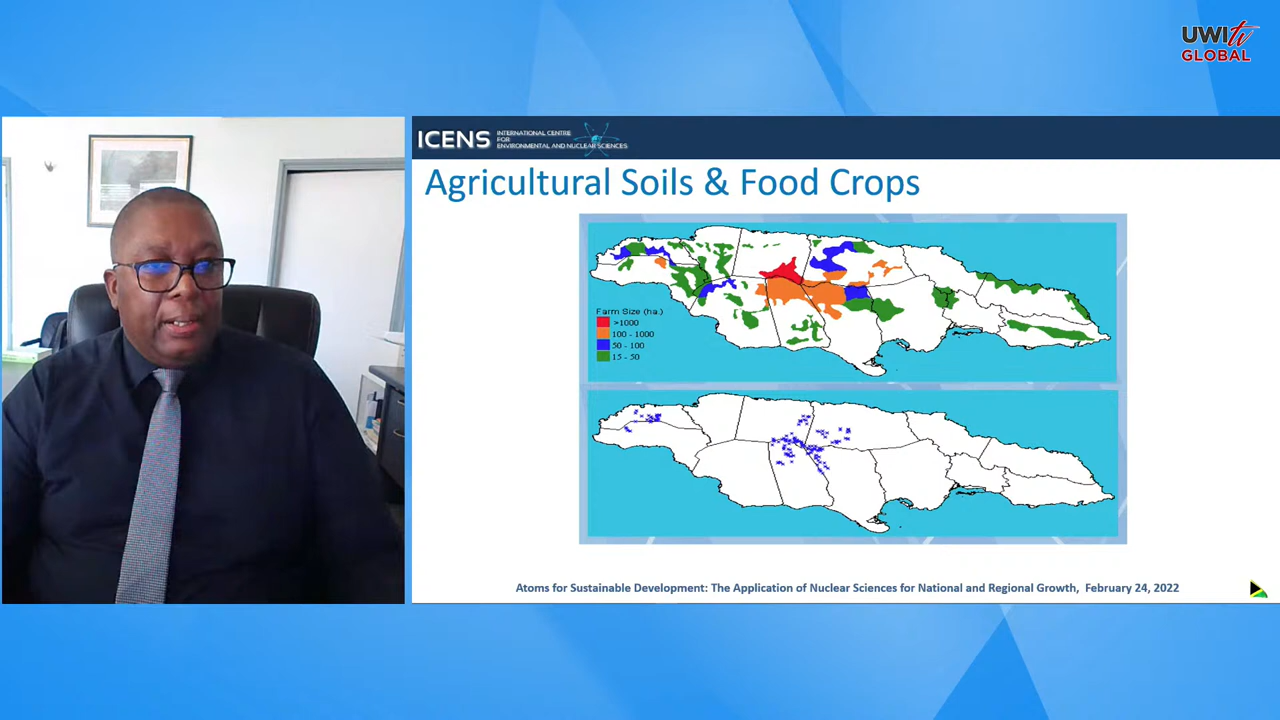 UWItv
GLOBAL
ICENS
INTERNATIONAL CENTRE
FOR
ENVIRONMENTAL AND NUCLEAR SCIENCES
Agricultural Soils & Food Crops
Farm Size (ha.)
>1000
100 - 1000
50 - 100
15 - 50
Atoms for Sustainable Development: The Application of Nuclear Sciences for National and Regional Growth, February 24, 2022